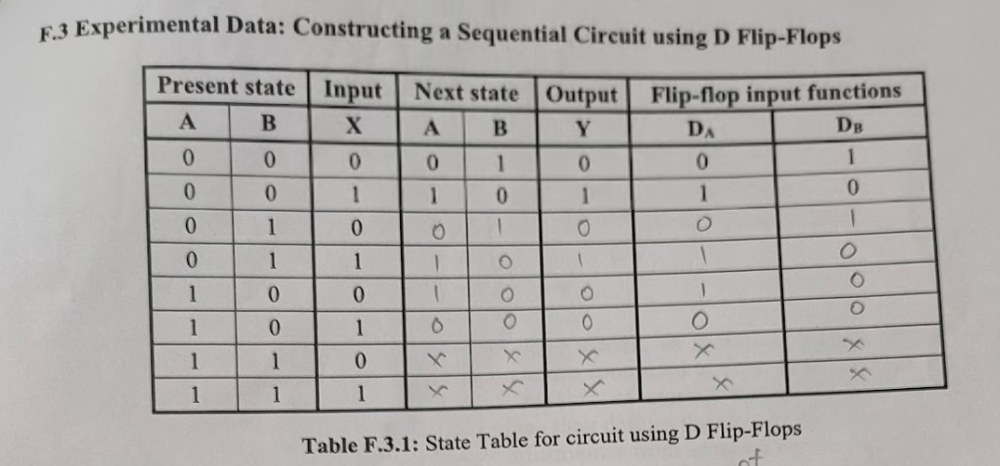 F.3 Experimental Data: Constructing a Sequential Circuit using D Flip-Flops
Present state Input Next state Output Flip-flop input functions
A B X A B Y DA DB
0 0 0 0 1 0 0 1
0 0 1 1 0 1 1 0
0 1 0 0 1 0 0 1
0 1 1 1 0 1 1 0
1 0 0 1 0 0 1 0
1 0 1 0 0 0 0 0
1 1 0 X X X X X
1 1 1 X X X X X
Table F.3.1: State Table for circuit using D Flip-Flops
of